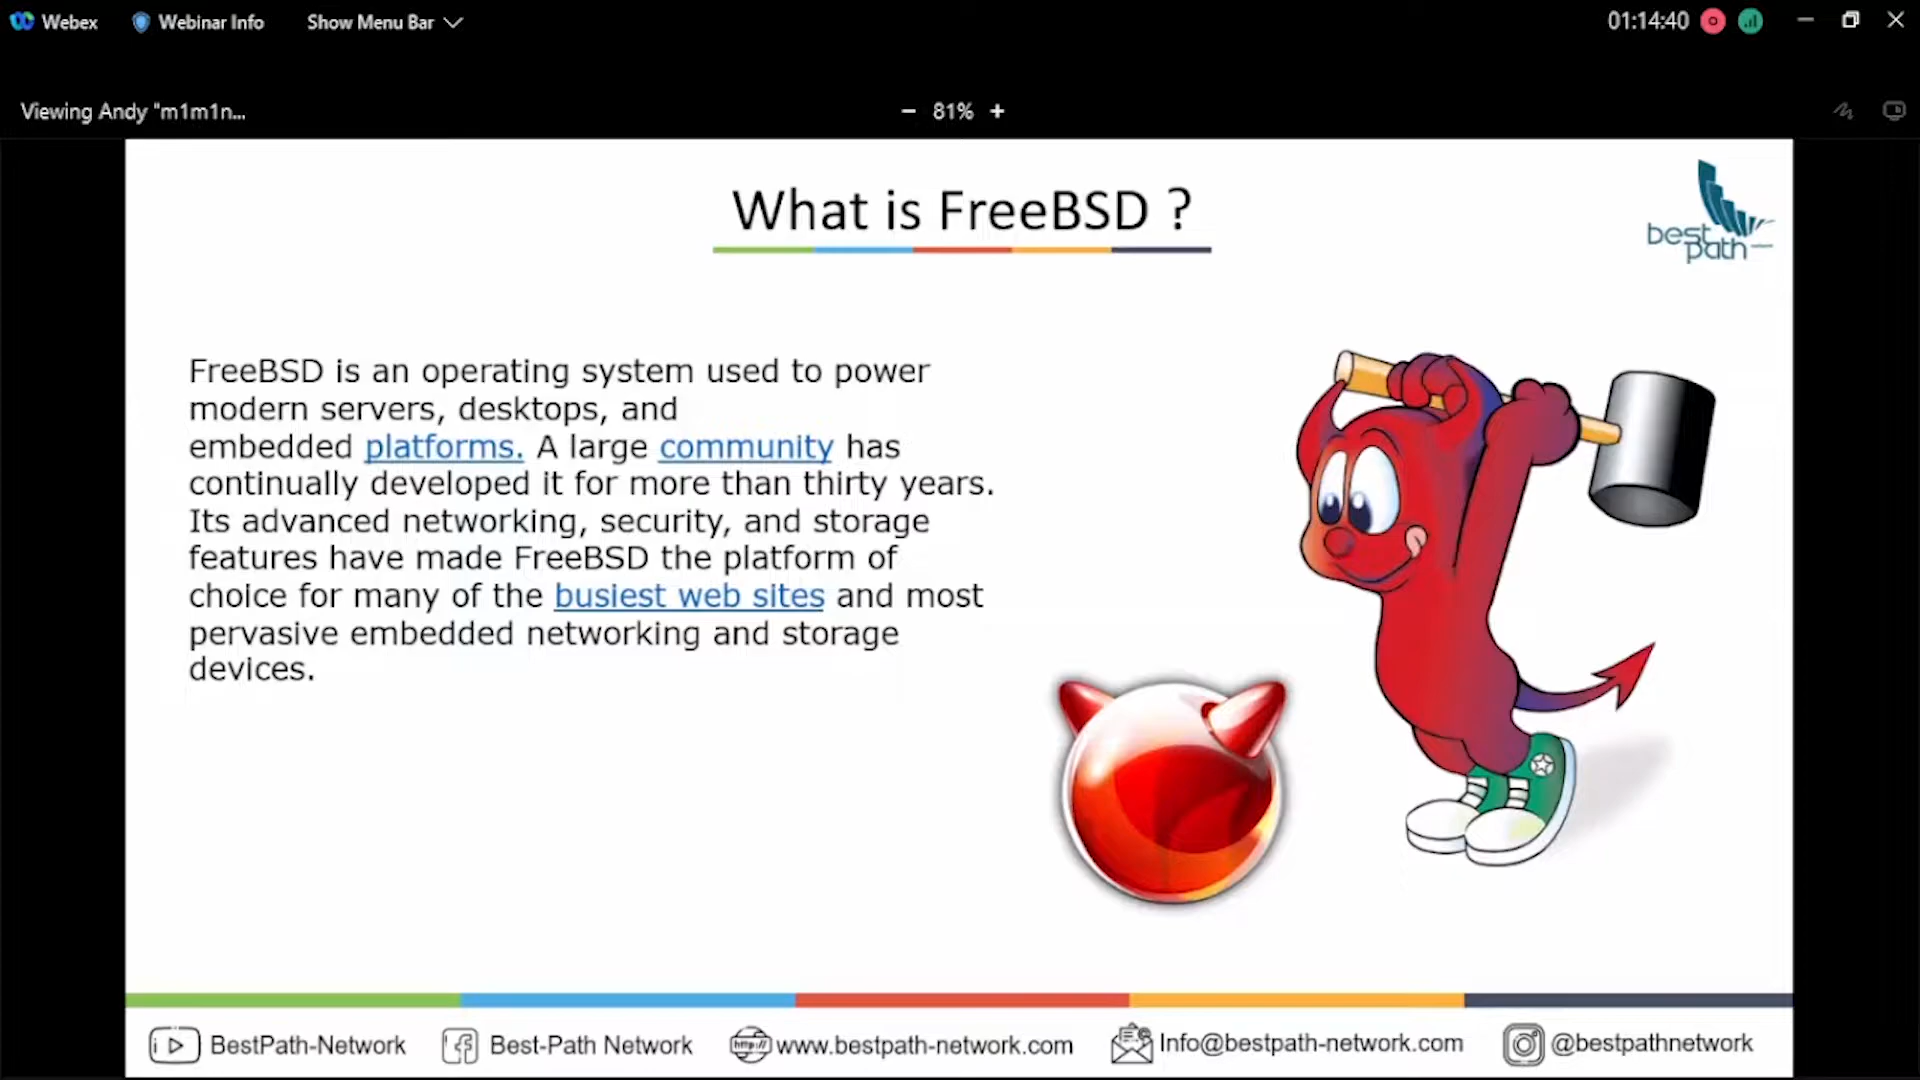 Webex
Webinar Info
Show Menu Bar
01:14:40
Viewing Andy "m1m1n...
− 81% +
What is FreeBSD ?
best
path
FreeBSD is an operating system used to power
modern servers, desktops, and
embedded platforms. A large community has
continually developed it for more than thirty years.
Its advanced networking, security, and storage
features have made FreeBSD the platform of
choice for many of the busiest web sites and most
pervasive embedded networking and storage
devices.
BestPath-Network
Best-Path Network
http://
www.bestpath-network.com
Info@bestpath-network.com
@bestpathnetwork